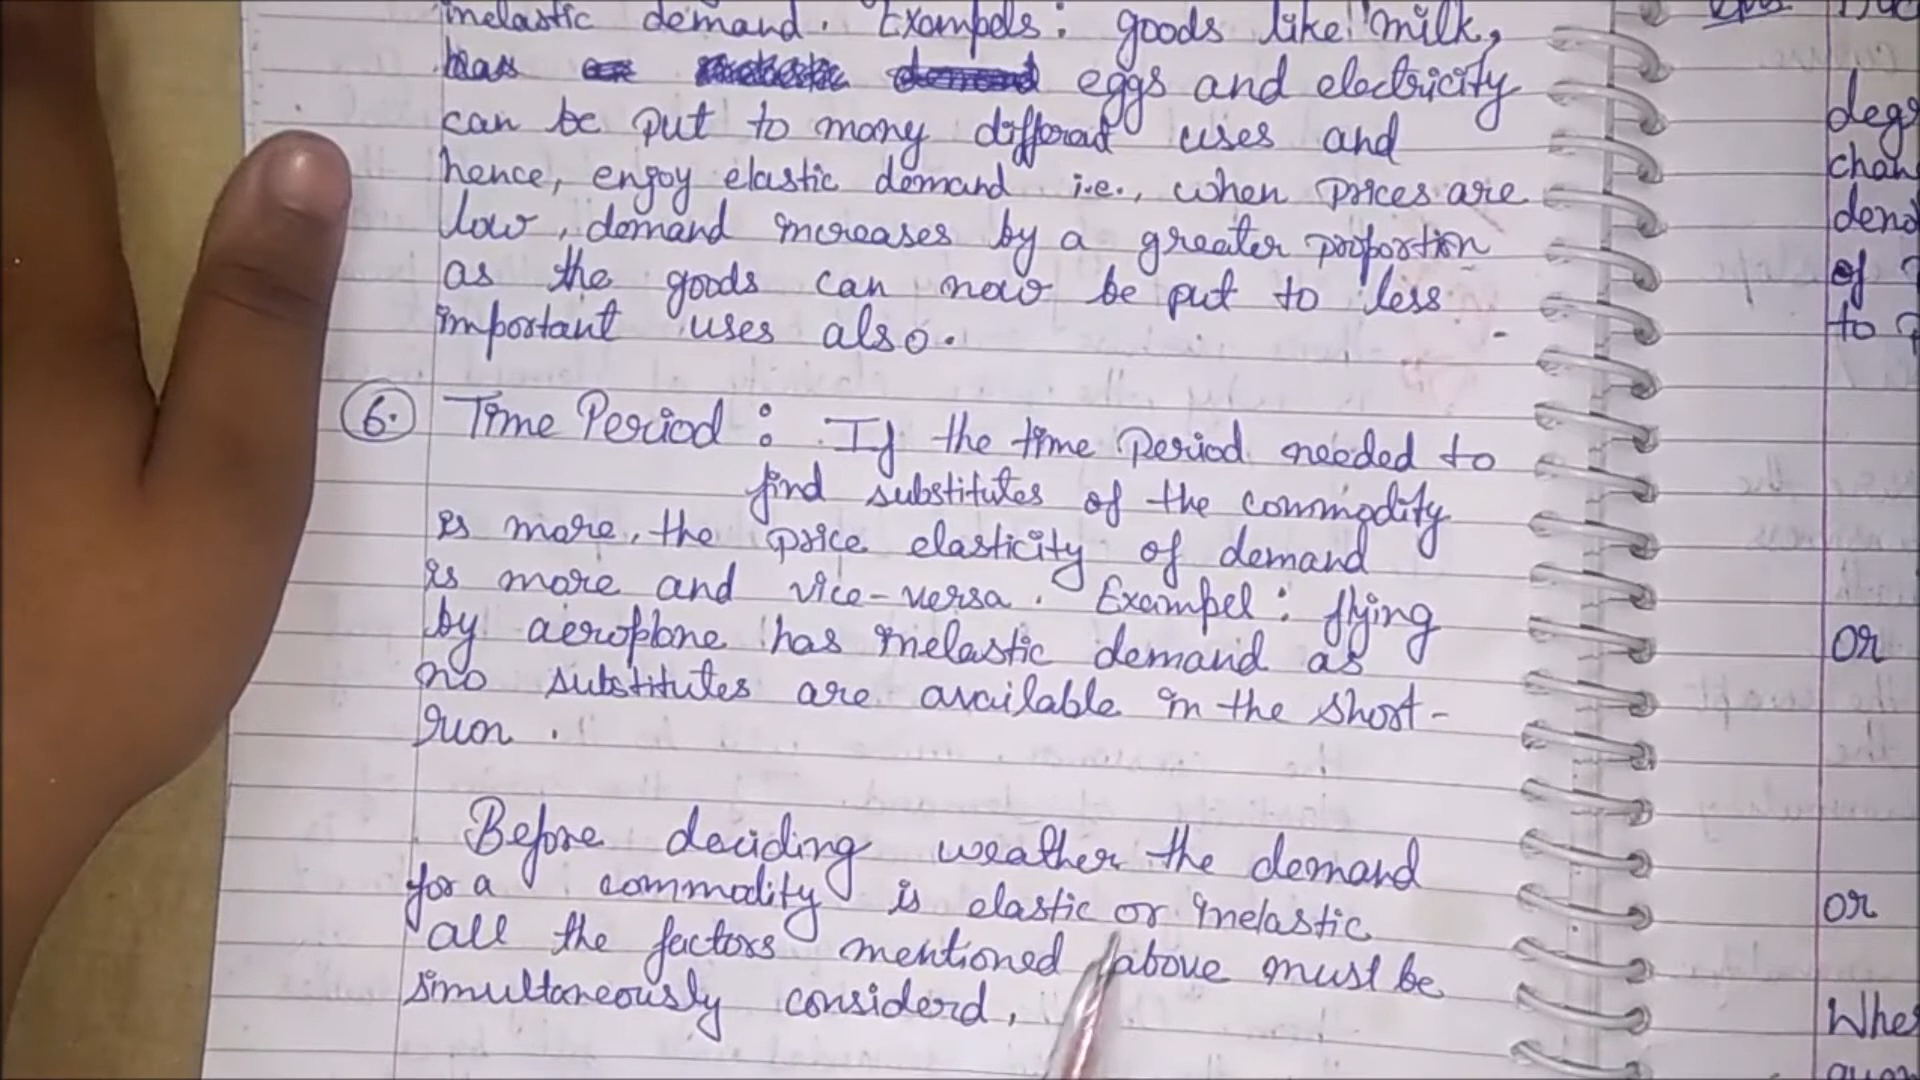 inelastic demand. Exampels: goods like milk,
eggs and electricity
can be put to many different uses and
hence, enjoy elastic demand i.e., when prices are
low, demand increases by a greater proportion
as the goods can now be put to less
important uses also.
6. Time Period : If the time period needed to
find substitutes of the commodity
is more, the price elasticity of demand
is more and vice-versa. Exampel: flying
by aeroplane has inelastic demand as
no substitutes are available in the short-
run.
Before deciding weather the demand
for a commodity is elastic or inelastic
all the factors mentioned above must be
simultaneously considerd.
of
to
or
or